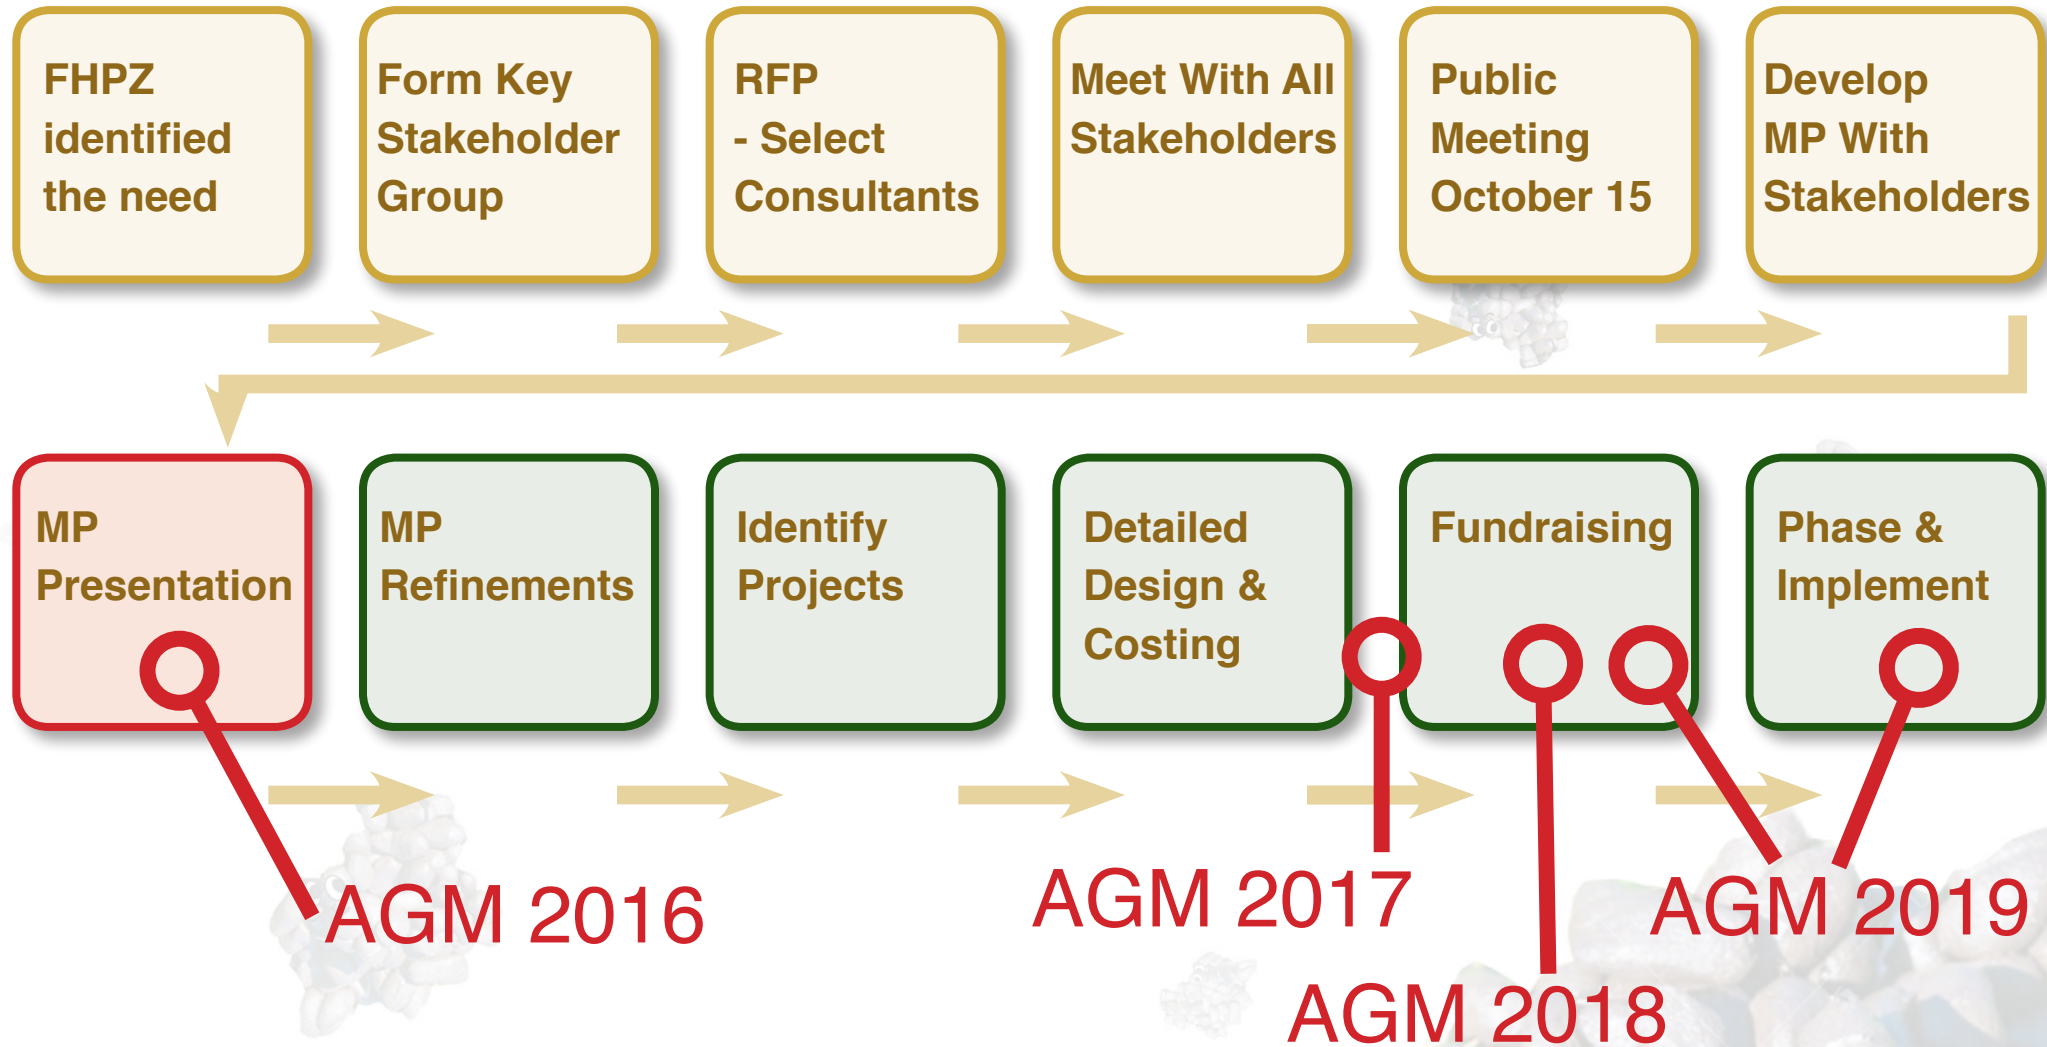 FHPZ
identified
the need
Form Key
Stakeholder
Group
RFP
- Select
Consultants
Meet With All
Stakeholders
Public
Meeting
October 15
Develop
MP With
Stakeholders
MP
Presentation
MP
Refinements
Identify
Projects
Detailed
Design &
Costing
Fundraising
Phase &
Implement
AGM 2016
AGM 2017
AGM 2018
AGM 2019